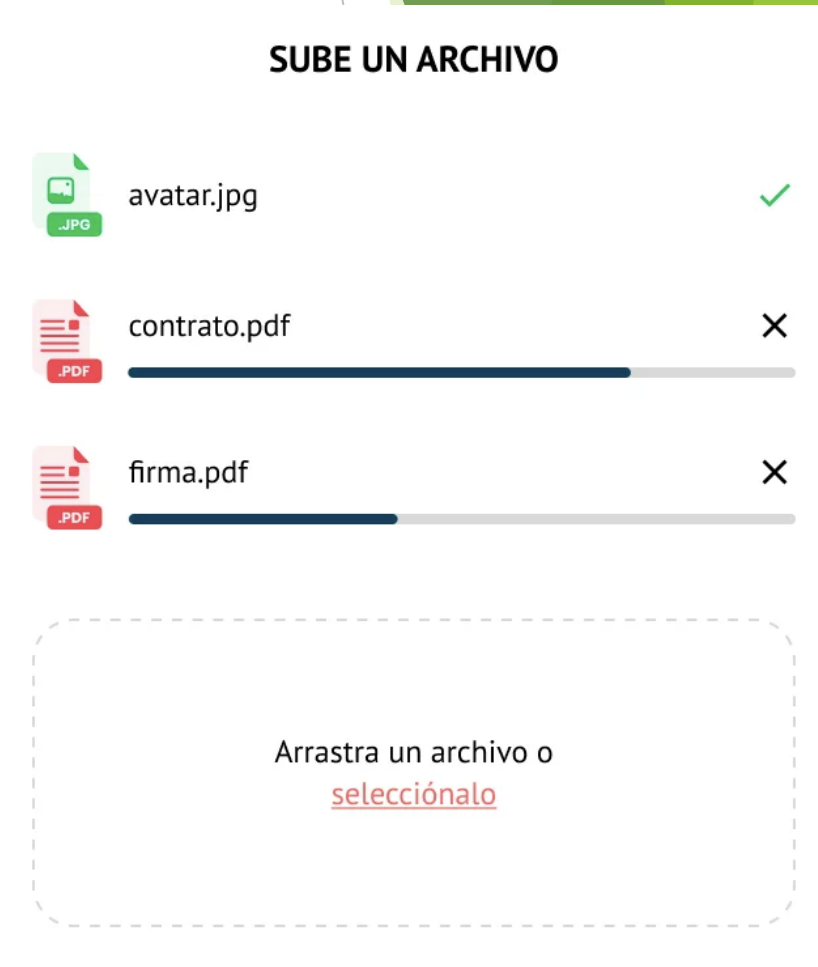 SUBE UN ARCHIVO
avatar.jpg
.JPG
contrato.pdf
.PDF
firma.pdf
.PDF
Arrastra un archivo o
selecciónalo